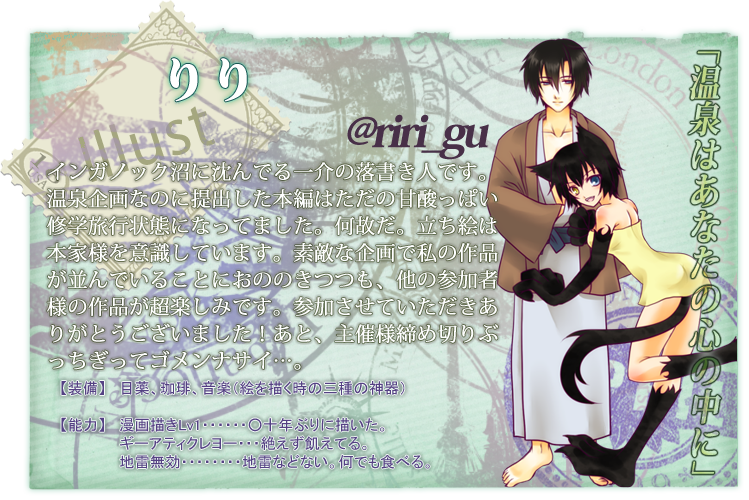 りり
Illust
@riri_gu
インガノック沼に沈んでる一介の落書き人です。
温泉企画なのに提出した本編はただの甘酸っぱい
修学旅行状態になってました。何故だ。立ち絵は
本家様を意識しています。素敵な企画で私の作品
が並んでいることにおののきつつも、他の参加者
様の作品が超楽しみです。参加させていただきあ
りがとうございました！あと、主催様締め切りぶ
っちぎってゴメンナサイ…。
【装備】 目薬、珈琲、音楽（絵を描く時の三種の神器）
【能力】 漫画描きLv1・・・・・・〇十年ぶりに描いた。
ギーアティクレヨー・・・絶えず飢えてる。
地雷無効・・・・・・・・地雷などない。何でも食べる。
「温泉はあなたの心の中に」
London